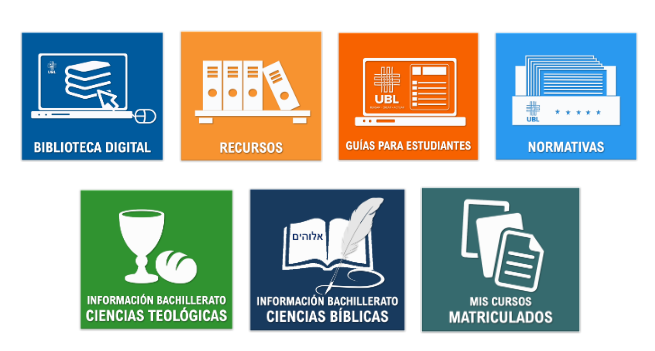 UBL
BIBLIOTECA DIGITAL
RECURSOS
UBL
GUÍAS PARA ESTUDIANTES
UBL
NORMATIVAS
INFORMACIÓN BACHILLERATO
CIENCIAS TEOLÓGICAS
אלוהים
INFORMACIÓN BACHILLERATO
CIENCIAS BÍBLICAS
MIS CURSOS
MATRICULADOS